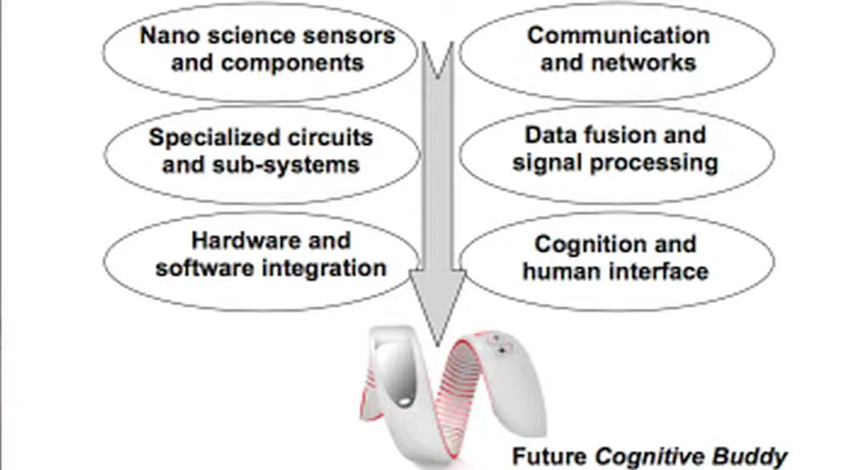 Nano science sensors
and components
Communication
and networks
Specialized circuits
and sub-systems
Data fusion and
signal processing
Hardware and
software integration
Cognition and
human interface
Future Cognitive Buddy